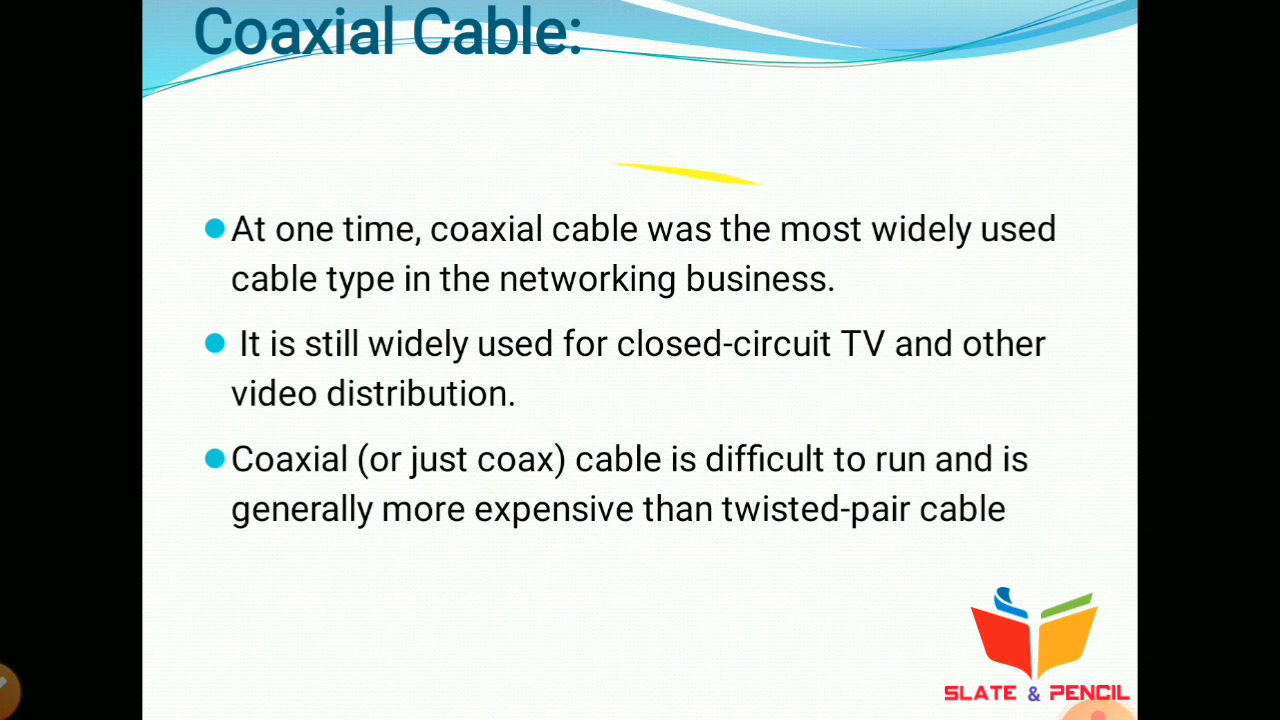 Coaxial Cable:
At one time, coaxial cable was the most widely used
cable type in the networking business.
It is still widely used for closed-circuit TV and other
video distribution.
Coaxial (or just coax) cable is difficult to run and is
generally more expensive than twisted-pair cable
SLATE & PENCIL